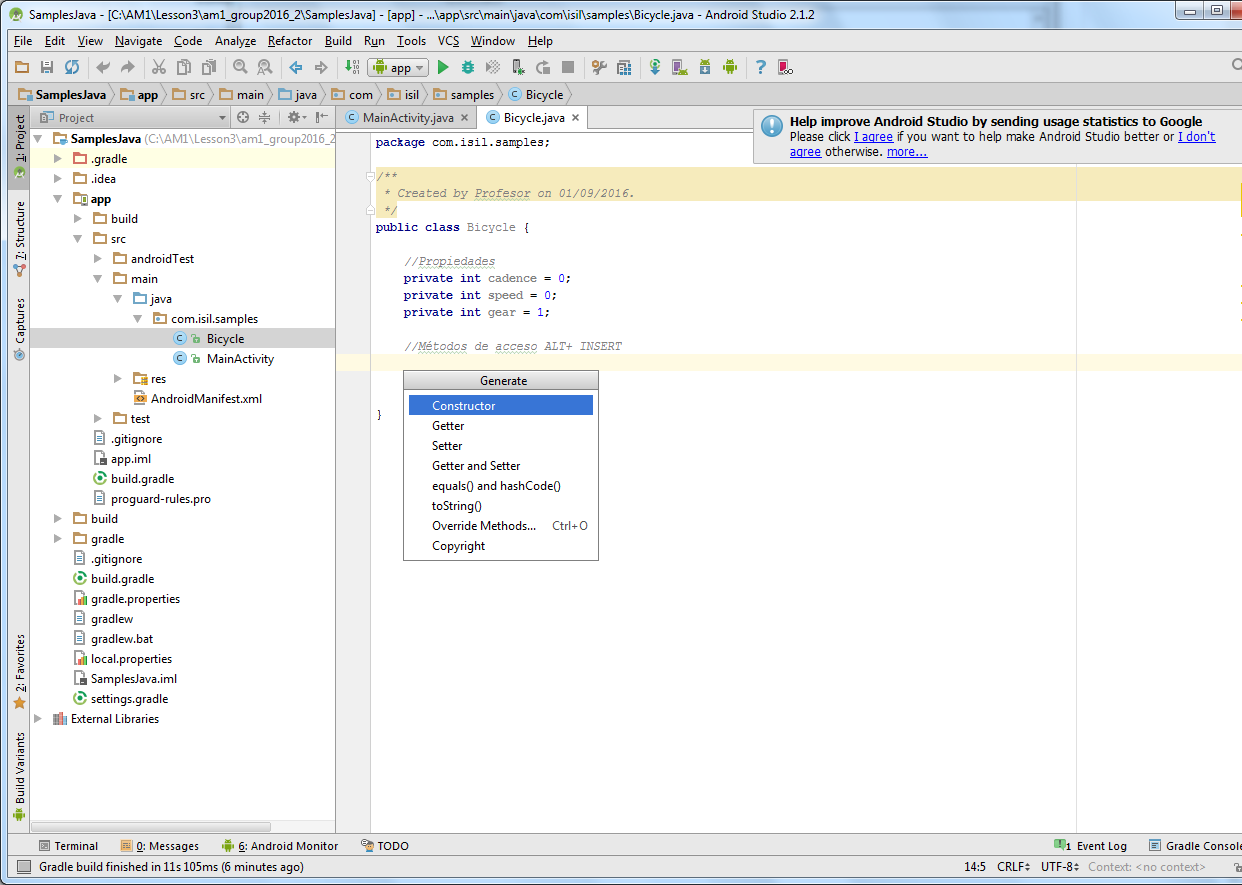 SamplesJava - [C:\AM1\Lesson3\am1_group2016_2\SamplesJava] - [app] - ...\app\src\main\java\com\isil\samples\Bicycle.java - Android Studio 2.1.2
File Edit View Navigate Code Analyze Refactor Build Run Tools VCS Window Help
app
SamplesJava app src main java com isil samples Bicycle
Project
MainActivity.java
Bicycle.java
1: Project
7: Structure
Captures
2: Favorites
Build Variants
SamplesJava (C:\AM1\Lesson3\am1_group2016_2
.gradle
.idea
app
build
src
androidTest
main
java
com.isil.samples
Bicycle
MainActivity
res
AndroidManifest.xml
test
.gitignore
app.iml
build.gradle
proguard-rules.pro
build
gradle
.gitignore
build.gradle
gradle.properties
gradlew
gradlew.bat
local.properties
SamplesJava.iml
settings.gradle
External Libraries
package com.isil.samples;
/**
* Created by Profesor on 01/09/2016.
*/
public class Bicycle {
//Propiedades
private int cadence = 0;
private int speed = 0;
private int gear = 1;
//Métodos de acceso ALT+ INSERT
}
Generate
Constructor
Getter
Setter
Getter and Setter
equals() and hashCode()
toString()
Override Methods... Ctrl+O
Copyright
Help improve Android Studio by sending usage statistics to Google
Please click I agree if you want to help make Android Studio better or I don't
agree otherwise. more...
Terminal 0: Messages 6: Android Monitor TODO 1 Event Log Gradle Console
Gradle build finished in 11s 105ms (6 minutes ago) 14:5 CRLF UTF-8 Context: <no context>